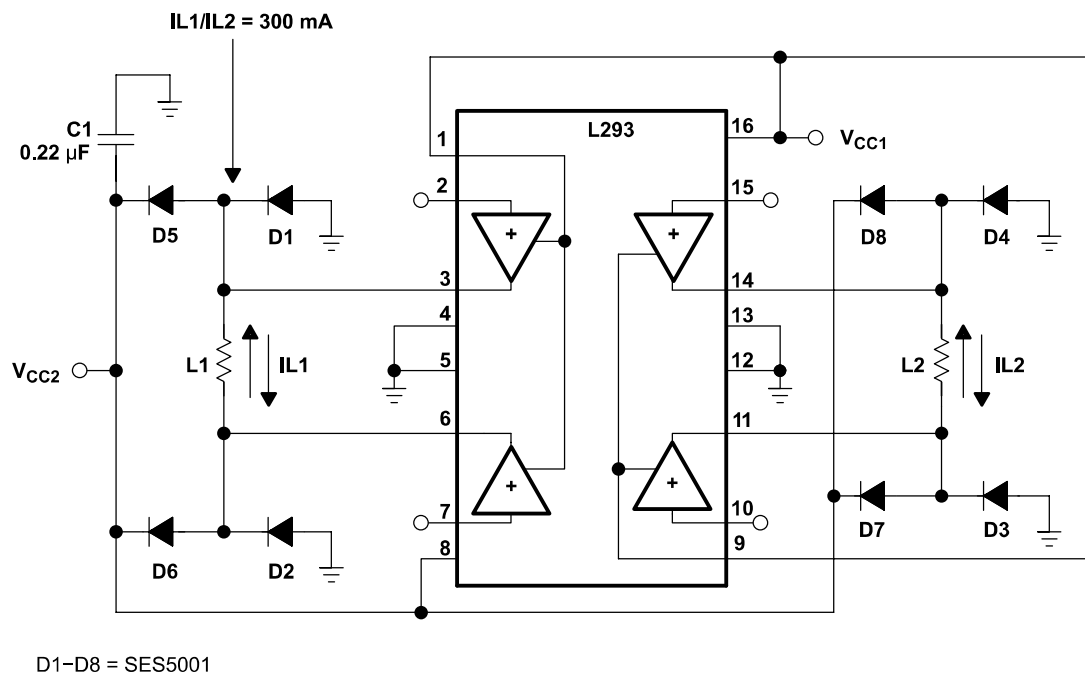 IL1/IL2 = 300 mA
C1
0.22 µF
L293
1
16
VCC1
2
15
D5
D1
D8
D4
+
+
3
14
4
13
L1
IL1
5
12
L2
IL2
VCC2
6
11
+
+
7
10
8
9
D6
D2
D7
D3
D1−D8 = SES5001